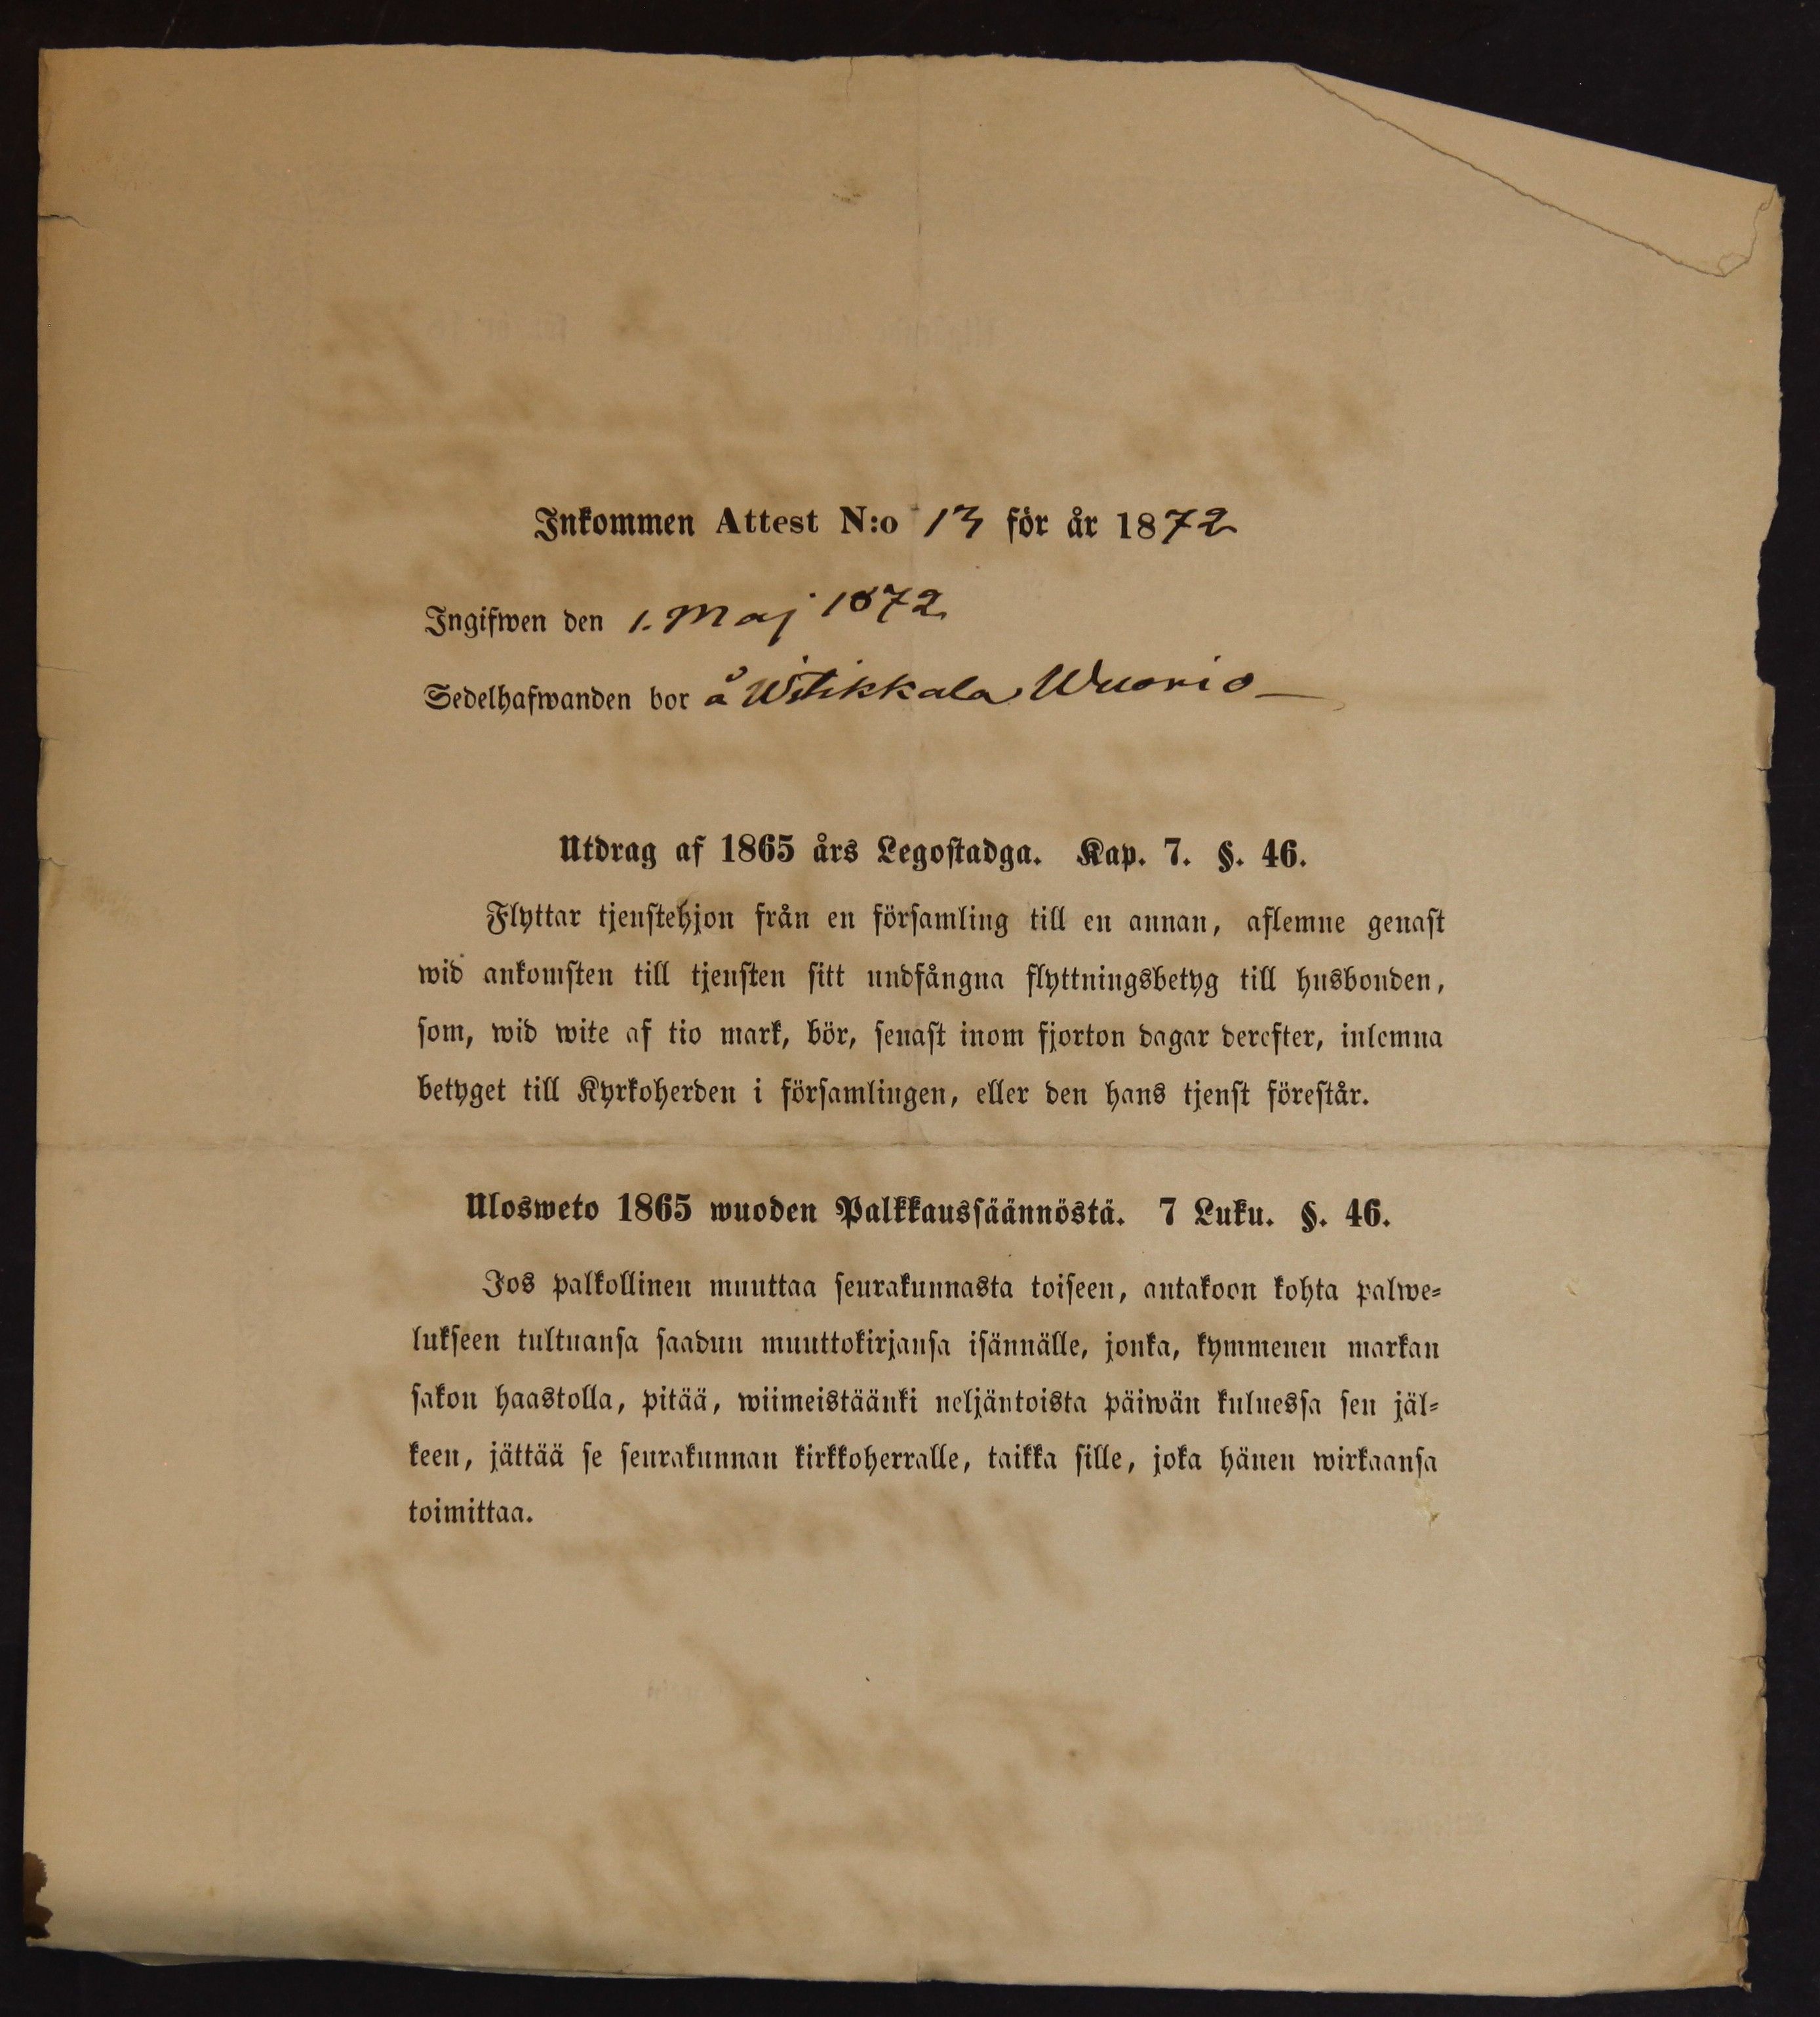 Inkommen Attest N:o 13 för år 1872
Ingifwen den 1. Maj 1872
Sedelhafwanden bor å Witikkala Wuorio
Utdrag af 1865 års Legostadga. Kap. 7. §. 46.
Flyttar tjenstehjon från en församling till en annan, aflemne genast
wid ankomsten till tjensten sitt undfångna flyttningsbetyg till husbonden,
som, wid wite af tio mark, bör, senast inom fjorton dagar derefter, inlemna
betyget till Kyrkoherden i församlingen, eller den hans tjenst förestår.
Ulosweto 1865 wuoden Palkkaussäännöstä. 7 Luku. §. 46.
Jos palkollinen muuttaa seurakunnasta toiseen, antakoon kohta palwe-
lukseen tultuansa saadun muuttokirjansa isännälle, jonka, kymmenen markan
sakon haastolla, pitää, wiimeistäänki neljäntoista päiwän kuluessa sen jäl-
keen, jättää se seurakunnan kirkkoherralle, taikka sille, joka hänen wirkaansa
toimittaa.